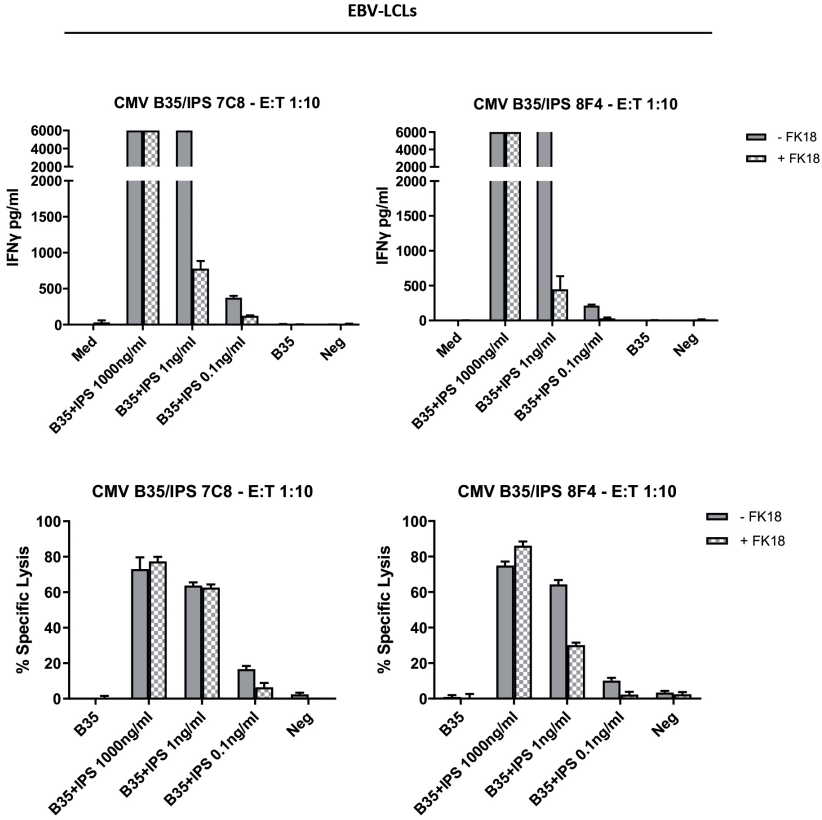 EBV-LCLs
CMV B35/IPS 7C8 - E:T 1:10
IFNγ pg/ml
6000
4000
2000
2000
1500
1000
500
0
Med
B35+IPS 1000ng/ml
B35+IPS 1ng/ml
B35+IPS 0.1ng/ml
B35
Neg
CMV B35/IPS 8F4 - E:T 1:10
IFNγ pg/ml
6000
4000
2000
2000
1500
1000
500
0
Med
B35+IPS 1000ng/ml
B35+IPS 1ng/ml
B35+IPS 0.1ng/ml
B35
Neg
- FK18
+ FK18
CMV B35/IPS 7C8 - E:T 1:10
% Specific Lysis
100
80
60
40
20
0
B35
B35+IPS 1000ng/ml
B35+IPS 1ng/ml
B35+IPS 0.1ng/ml
Neg
CMV B35/IPS 8F4 - E:T 1:10
% Specific Lysis
100
80
60
40
20
0
B35
B35+IPS 1000ng/ml
B35+IPS 1ng/ml
B35+IPS 0.1ng/ml
Neg
- FK18
+ FK18